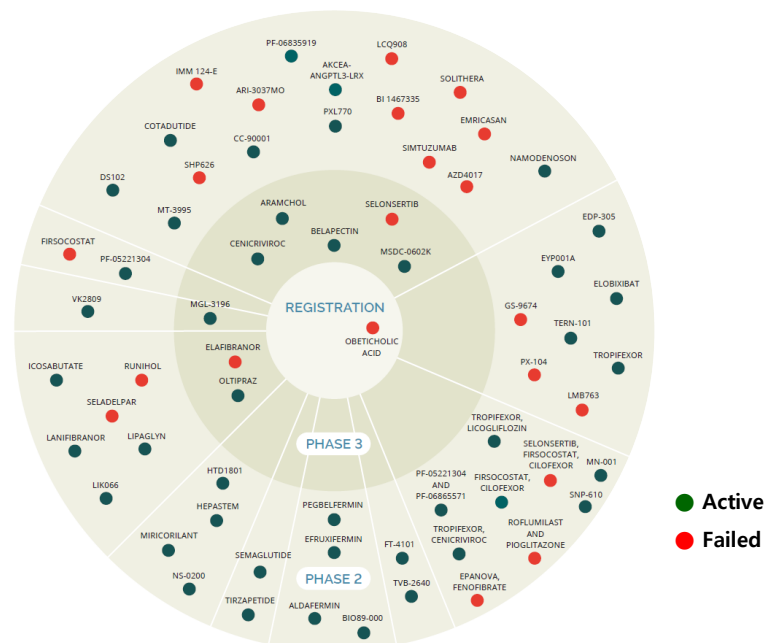 PF-06835919
LCQ908
AKCEA-
ANGPTL3-LRX
IMM 124-E
SOLITHERA
ARI-3037MO
BI 1467335
PXL770
EMRICASAN
COTADUTIDE
CC-90001
SIMTUZUMAB
NAMODENOSON
SHP626
AZD4017
DS102
MT-3995
ARAMCHOL
SELONSERTIB
EDP-305
BELAPECTIN
FIRSOCOSTAT
CENICRIVIROC
MSDC-0602K
PF-05221304
EYP001A
ELOBIXIBAT
VK2809
MGL-3196
REGISTRATION
GS-9674
TERN-101
OBETICHOLIC
ACID
ELAFIBRANOR
TROPIFEXOR
ICOSABUTATE
RUNIHOL
OLTIPRAZ
PX-104
LMB763
SELADELPAR
LANIFIBRANOR
LIPAGLYN
PHASE 3
TROPIFEXOR,
LICOGLIFLOZIN
SELONSERTIB,
FIRSOCOSTAT,
CILOFEXOR
MN-001
LIK066
HTD1801
PF-05221304
AND
PF-06865571
FIRSOCOSTAT,
CILOFEXOR
SNP-610
Active
HEPASTEM
PEGBELFERMIN
TROPIFEXOR,
CENICRIVIROC
ROFLUMILAST
AND
PIOGLITAZONE
Failed
MIRICORILANT
SEMAGLUTIDE
EFRUXIFERMIN
FT-4101
NS-0200
PHASE 2
TVB-2640
EPANOVA,
FENOFIBRATE
TIRZAPETIDE
ALDAFERMIN
BIO89-000